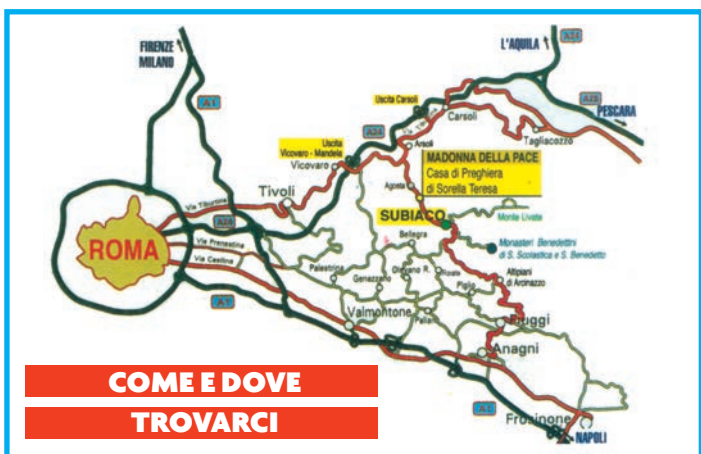 FIRENZE
MILANO
A1
L'AQUILA
A24
A25
PESCARA
Uscita Carsoli
Carsoli
Tagliacozzo
Uscita
Vicovaro - Mandela
A24
Vicovaro
Arsoli
MADONNA DELLA PACE
Casa di Preghiera
di Sorella Teresa
Agosta
Tivoli
Via Tiburtina
SUBIACO
Monte Livata
A24
ROMA
Via Prenestina
Via Casilina
Bellegra
Monasteri Benedettini
di S. Scolastica e S. Benedetto
Palestrina
Genazzano
Olevano R.
Roiate
Altipiani
di Arcinazzo
Piglio
A1
Valmontone
Paliano
Fiuggi
Anagni
COME E DOVE
TROVARCI
Frosinone
NAPOLI